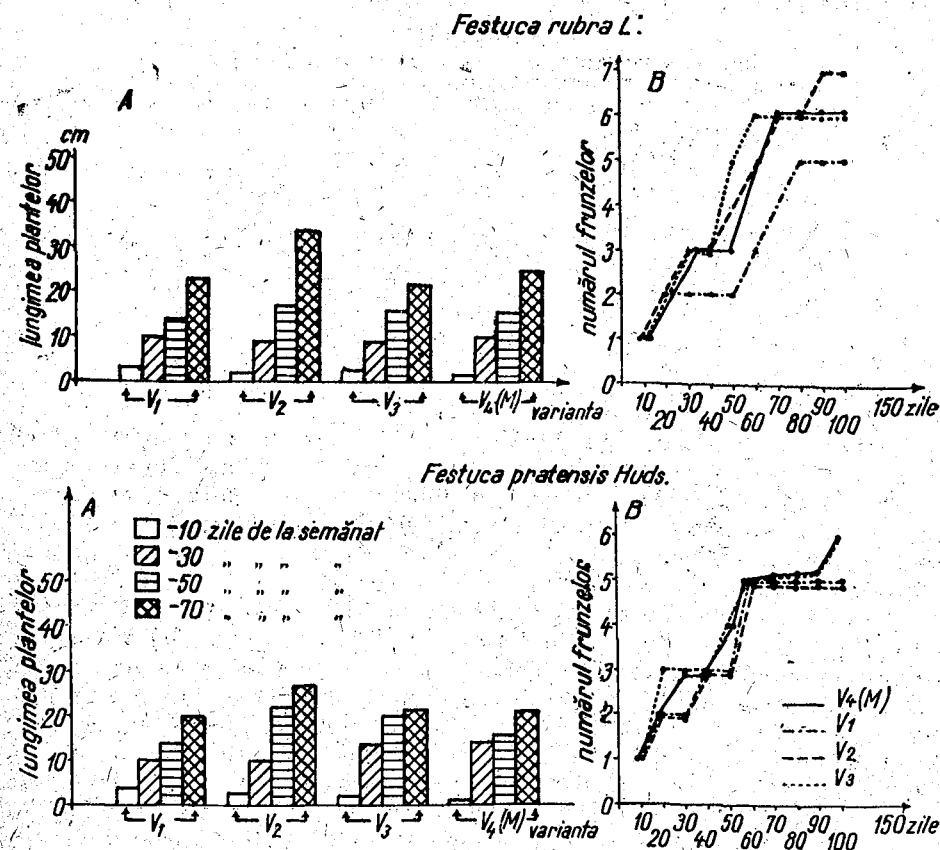 Festuca rubra L.
A
cm
50
40
30
20
10
0
lungimea plantelor
V1
V2
V3
V4(M)
varianta
B
7
6
5
4
3
2
1
0
numărul frunzelor
10 30 50 70 90 150 zile
20 40 60 80 100
Festuca pratensis Huds.
A
-10 zile de la semănat
-30 " " " "
-50 " " " "
-70 " " " "
50
40
30
20
10
0
lungimea plantelor
V1
V2
V3
V4(M)
varianta
B
6
5
4
3
2
1
0
numărul frunzelor
V4(M)
V1
V2
V3
10 30 50 70 90 150 zile
20 40 60 80 100